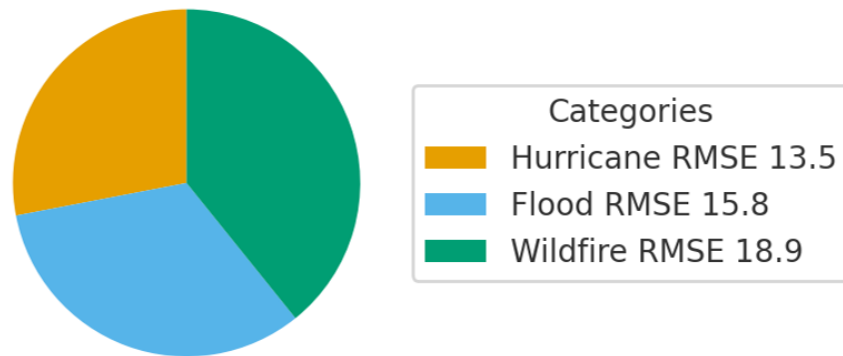 Categories
Hurricane RMSE 13.5
Flood RMSE 15.8
Wildfire RMSE 18.9